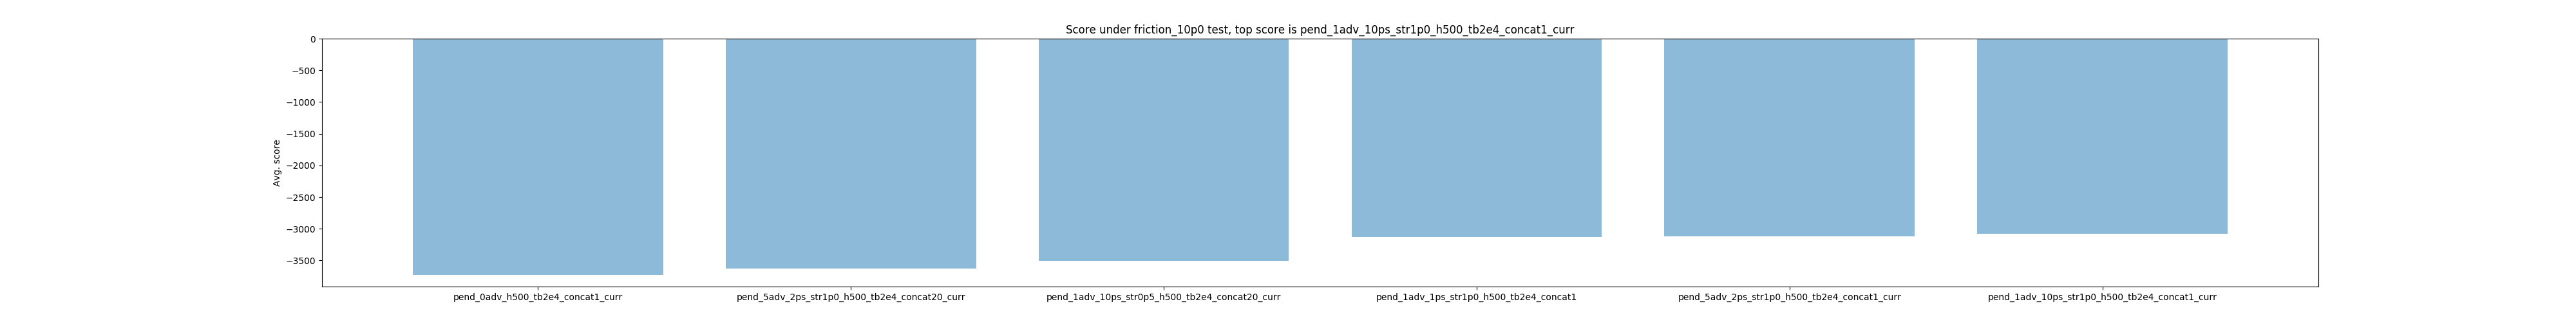 Score under friction_10p0 test, top score is pend_1adv_10ps_str1p0_h500_tb2e4_concat1_curr
Avg. score
0
−500
−1000
−1500
−2000
−2500
−3000
−3500
pend_0adv_h500_tb2e4_concat1_curr
pend_5adv_2ps_str1p0_h500_tb2e4_concat20_curr
pend_1adv_10ps_str0p5_h500_tb2e4_concat20_curr
pend_1adv_1ps_str1p0_h500_tb2e4_concat1
pend_5adv_2ps_str1p0_h500_tb2e4_concat1_curr
pend_1adv_10ps_str1p0_h500_tb2e4_concat1_curr